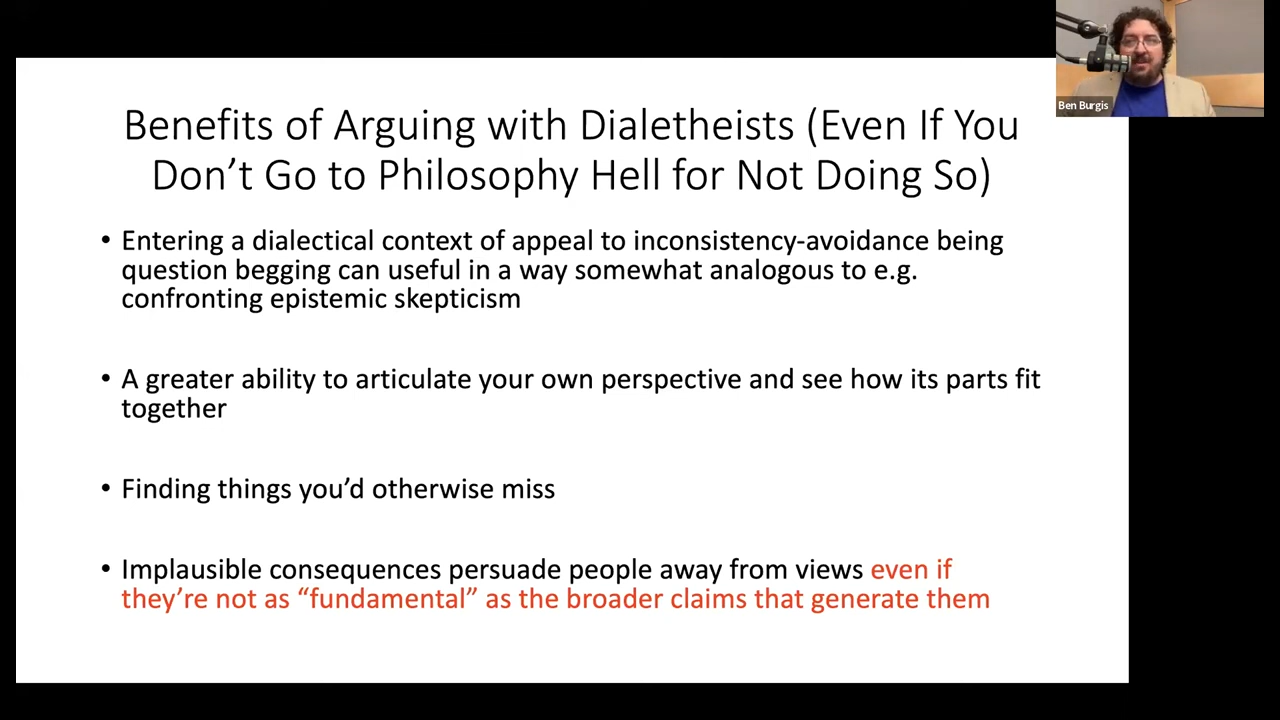 Ben Burgis
Benefits of Arguing with Dialetheists (Even If You
Don’t Go to Philosophy Hell for Not Doing So)
• Entering a dialectical context of appeal to inconsistency-avoidance being
question begging can useful in a way somewhat analogous to e.g.
confronting epistemic skepticism
• A greater ability to articulate your own perspective and see how its parts fit
together
• Finding things you’d otherwise miss
• Implausible consequences persuade people away from views even if
they’re not as “fundamental” as the broader claims that generate them